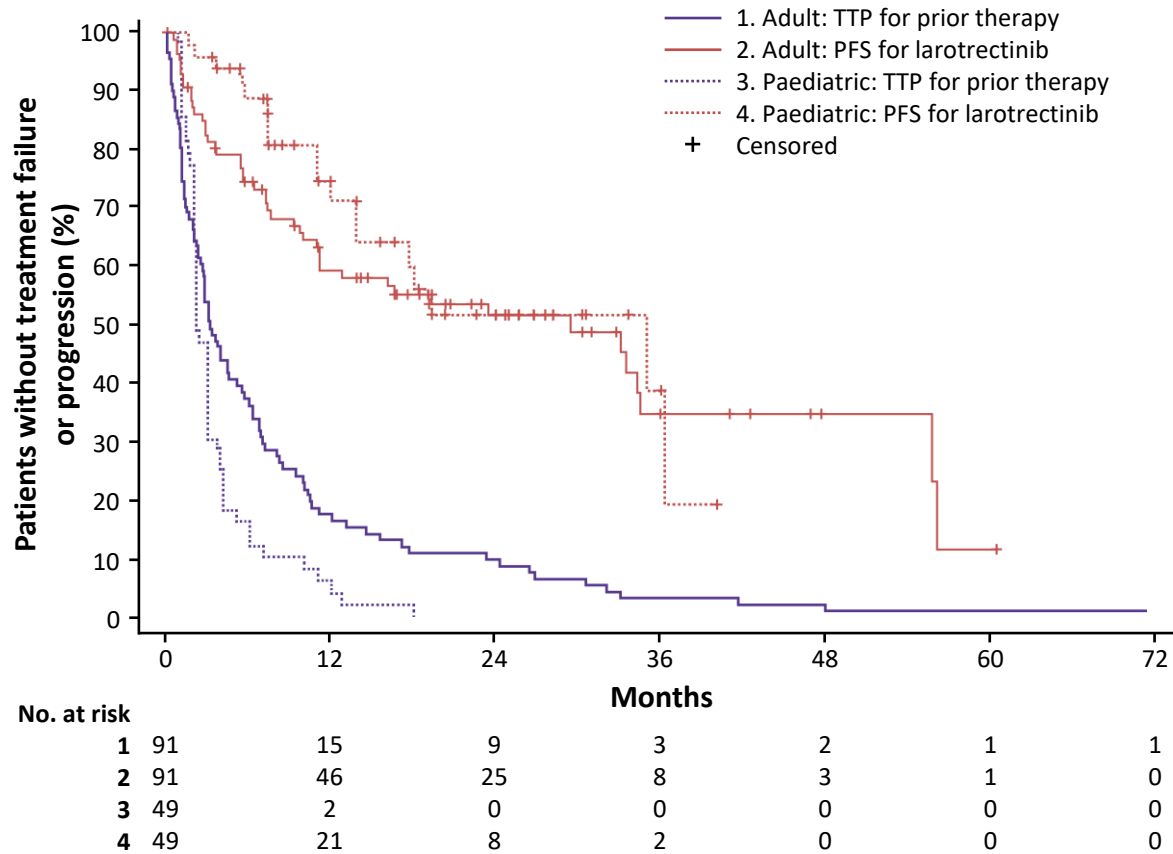 1. Adult: TTP for prior therapy
2. Adult: PFS for larotrectinib
3. Paediatric: TTP for prior therapy
4. Paediatric: PFS for larotrectinib
+ Censored
Patients without treatment failure
or progression (%)
100
90
80
70
60
50
40
30
20
10
0
0 12 24 36 48 60 72
Months
No. at risk
1 91 15 9 3 2 1 1
2 91 46 25 8 3 1 0
3 49 2 0 0 0 0 0
4 49 21 8 2 0 0 0